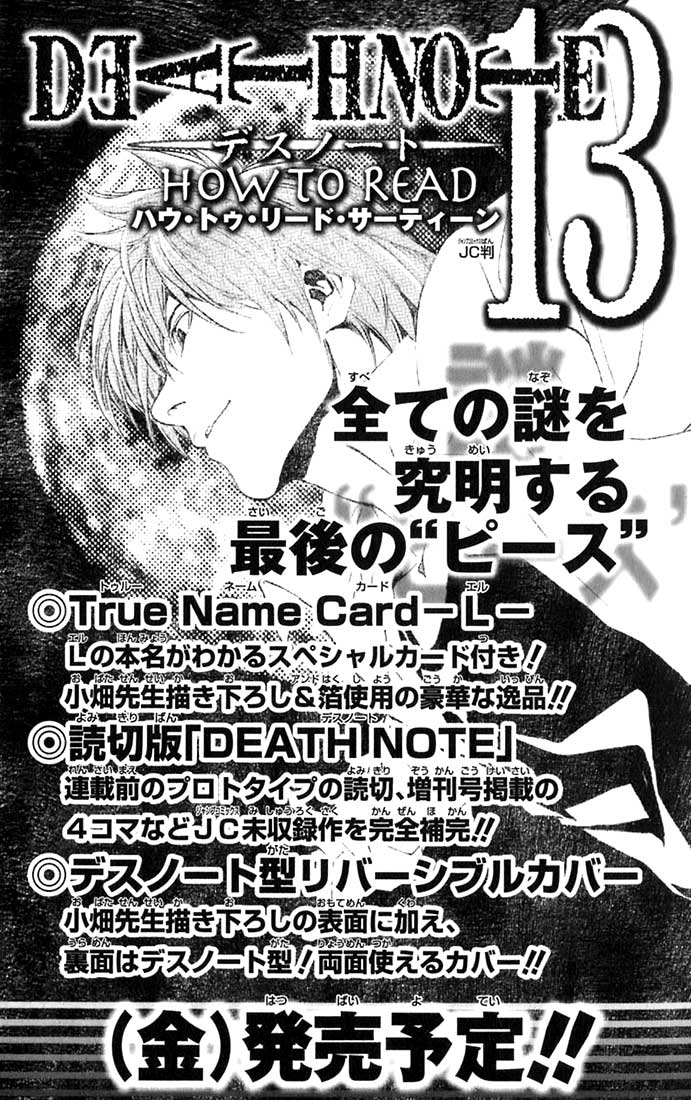 DEATH NOTE
デスノート
HOW TO READ 13
ハウ・トゥ・リード・サーティーン
JC判
全ての謎を
究明する
最後の“ピース”
◎True Name Card－L－
Lの本名がわかるスペシャルカード付き!
小畑先生描き下ろし&箔使用の豪華な逸品!!
◎読切版「DEATH NOTE」
連載前のプロトタイプの読切、増刊号掲載の
4コマなどJC未収録作を完全補完!!
◎デスノート型リバーシブルカバー
小畑先生描き下ろしの表面に加え、
裏面はデスノート型!両面使えるカバー!!
(金)発売予定!!